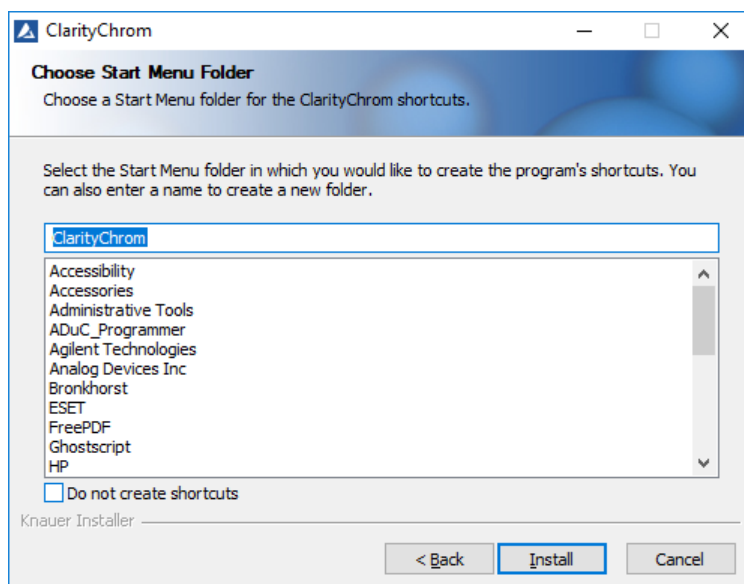 ClarityChrom
Choose Start Menu Folder
Choose a Start Menu folder for the ClarityChrom shortcuts.
Select the Start Menu folder in which you would like to create the program's shortcuts. You
can also enter a name to create a new folder.
ClarityChrom
Accessibility
Accessories
Administrative Tools
ADuC_Programmer
Agilent Technologies
Analog Devices Inc
Bronkhorst
ESET
FreePDF
Ghostscript
HP
Do not create shortcuts
Knauer Installer
< Back
Install
Cancel